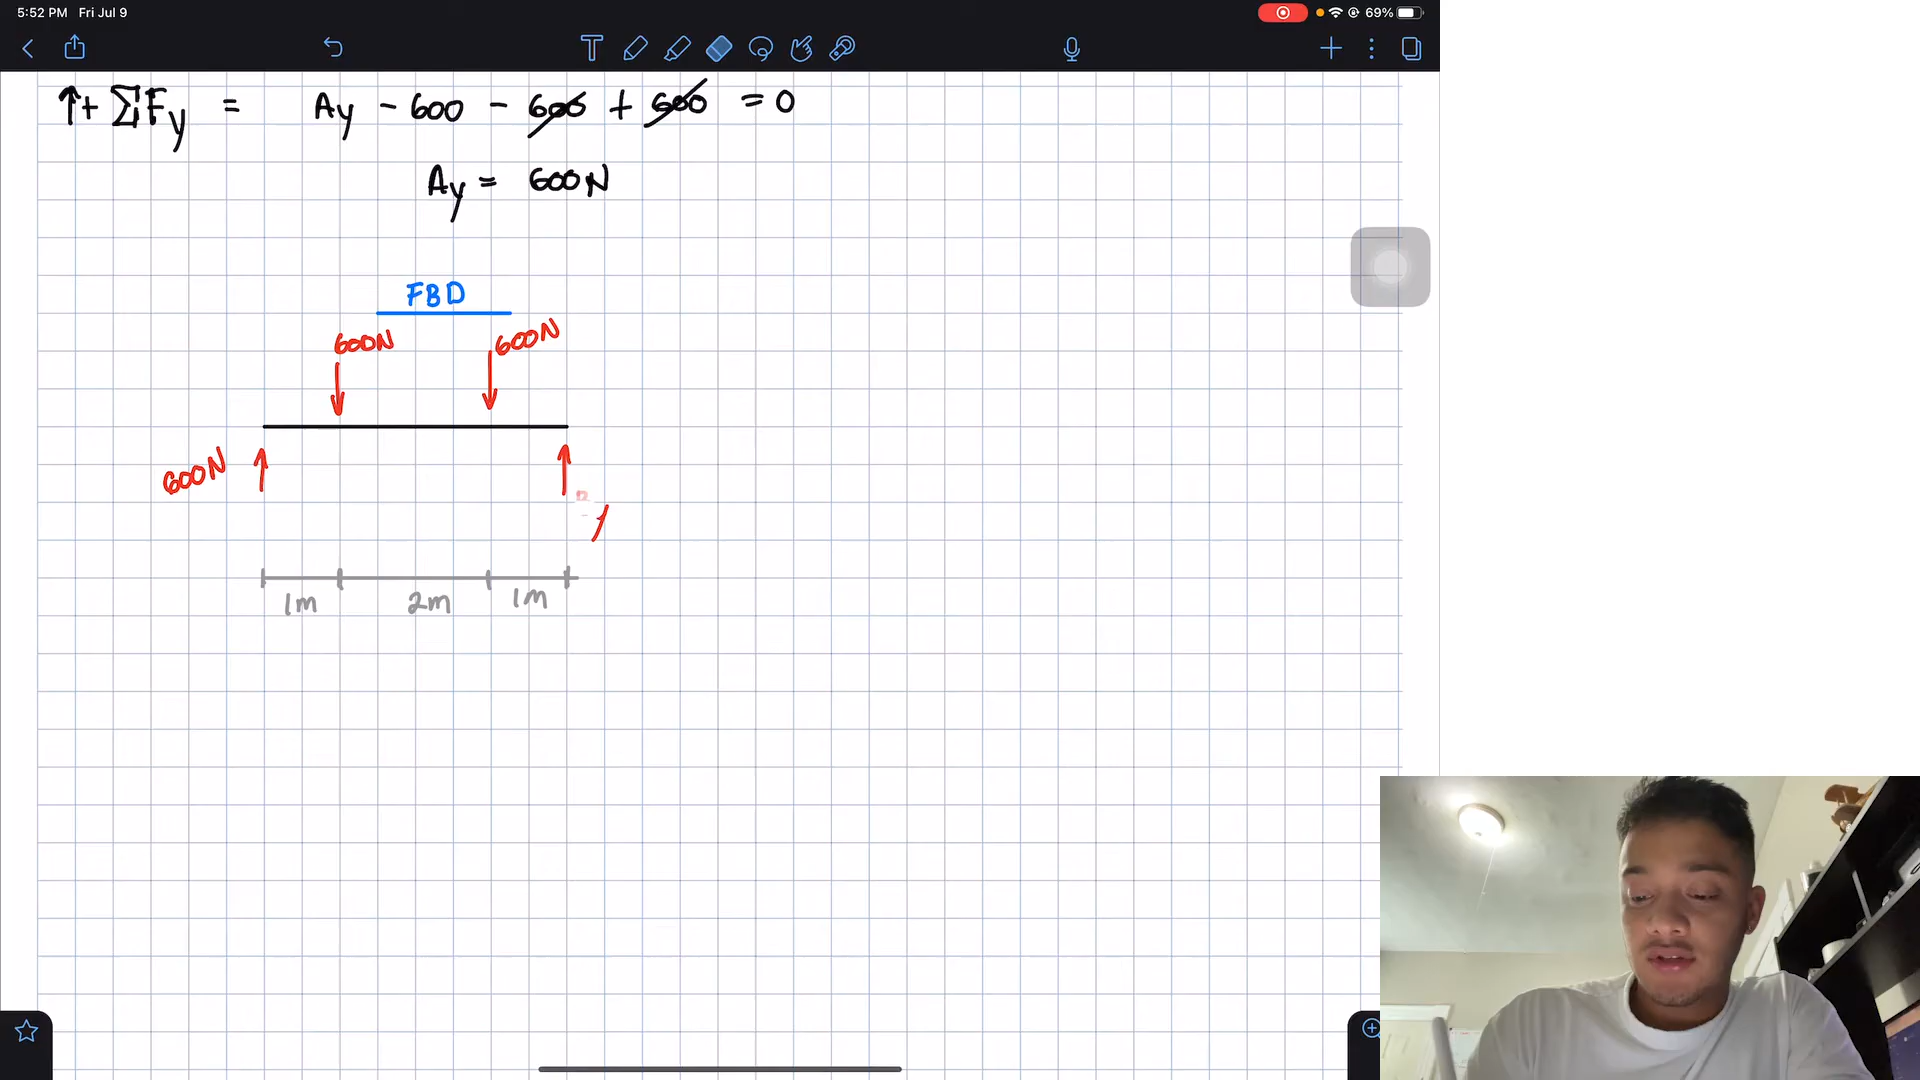 5:52 PM Fri Jul 9
69%
↑+ ΣFy = Ay - 600 - 600 + 600 = 0
Ay = 600N
FBD
600N 600N
600N
1m 2m 1m